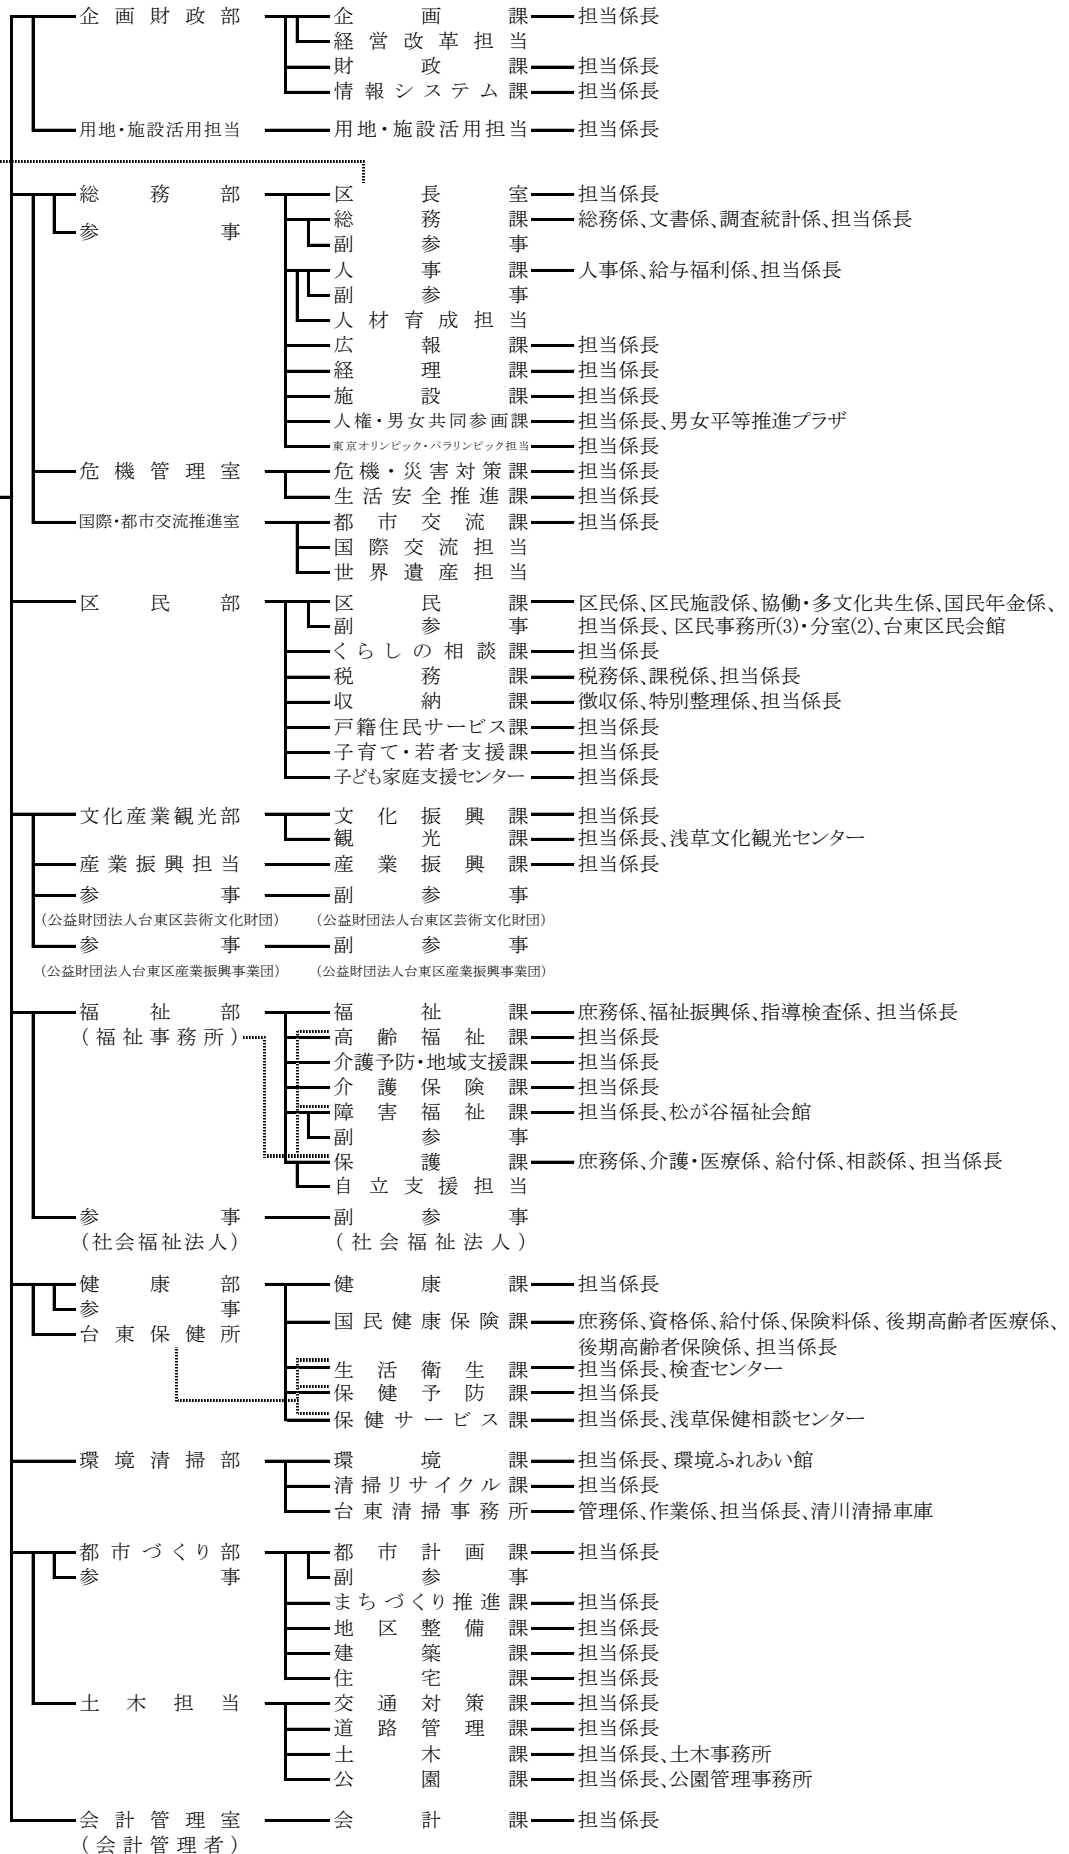 企画財政部 企画課 担当係長
経営改革担当
財政課 担当係長
情報システム課 担当係長
用地・施設活用担当 用地・施設活用担当 担当係長
総務部 区長室 担当係長
総務課 総務係、文書係、調査統計係、担当係長
参事
副参事
人事課 人事係、給与福利係、担当係長
副参事
人材育成担当
広報課 担当係長
経理課 担当係長
施設課 担当係長
人権・男女共同参画課 担当係長、男女平等推進プラザ
東京オリンピック・パラリンピック担当 担当係長
危機管理室 危機・災害対策課 担当係長
生活安全推進課 担当係長
国際・都市交流推進室 都市交流課 担当係長
国際交流担当
世界遺産担当
区民部 区民課 区民係、区民施設係、協働・多文化共生係、国民年金係、
副参事 担当係長、区民事務所(3)・分室(2)、台東区民会館
くらしの相談課 担当係長
税務課 税務係、課税係、担当係長
収納課 徴収係、特別整理係、担当係長
戸籍住民サービス課 担当係長
子育て・若者支援課 担当係長
子ども家庭支援センター 担当係長
文化産業観光部 文化振興課 担当係長
観光課 担当係長、浅草文化観光センター
産業振興担当 産業振興課 担当係長
参事 副参事
(公益財団法人台東区芸術文化財団) (公益財団法人台東区芸術文化財団)
参事 副参事
(公益財団法人台東区産業振興事業団) (公益財団法人台東区産業振興事業団)
福祉部 福祉課 庶務係、福祉振興係、指導検査係、担当係長
(福祉事務所) 高齢福祉課 担当係長
介護予防・地域支援課 担当係長
介護保険課 担当係長
障害福祉課 担当係長、松が谷福祉会館
副参事
保護課 庶務係、介護・医療係、給付係、相談係、担当係長
自立支援担当
参事 副参事
(社会福祉法人) (社会福祉法人)
健康部 健康課 担当係長
参事
国民健康保険課 庶務係、資格係、給付係、保険料係、後期高齢者医療係、
台東保健所
後期高齢者保険係、担当係長
生活衛生課 担当係長、検査センター
保健予防課 担当係長
保健サービス課 担当係長、浅草保健相談センター
環境清掃部 環境課 担当係長、環境ふれあい館
清掃リサイクル課 担当係長
台東清掃事務所 管理係、作業係、担当係長、清川清掃車庫
都市づくり部 都市計画課 担当係長
参事 副参事
まちづくり推進課 担当係長
地区整備課 担当係長
建築課 担当係長
住宅課 担当係長
土木担当 交通対策課 担当係長
道路管理課 担当係長
土木課 担当係長、土木事務所
公園課 担当係長、公園管理事務所
会計管理室 会計課 担当係長
(会計管理者)